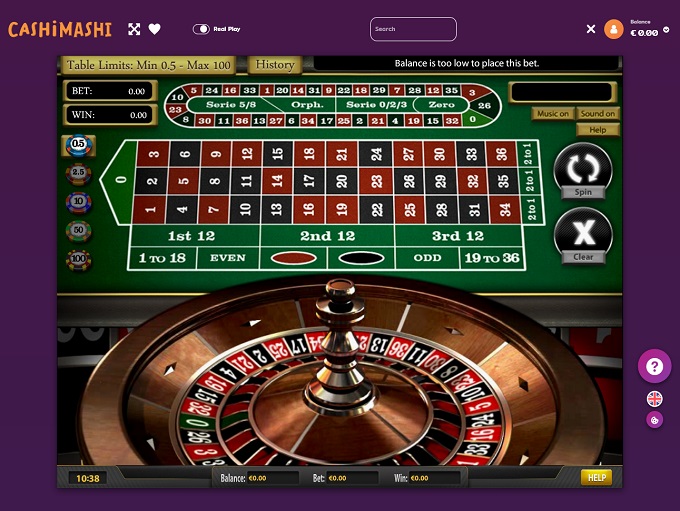 CASHIMASHI
Real Play
Search
Balance
€ 0.00
Table Limits: Min 0.5 - Max 100
History
Balance is too low to place this bet.
BET: 0.00
WIN: 0.00
5 24 16 33 1 20 14 31 9 22 18 29 7 28 12 35
10 3
23 Serie 5/8 Orph. Serie 0/2/3 Zero 26
8 0
30 11 36 13 27 6 34 17 25 2 21 4 19 15 32
Music on Sound on
Help
0.5
2.5
10
50
100
0
3 6 9 12 15 18 21 24 27 30 33 36 2 to 1
2 5 8 11 14 17 20 23 26 29 32 35 2 to 1
1 4 7 10 13 16 19 22 25 28 31 34 2 to 1
1st 12 2nd 12 3rd 12
1 TO 18 EVEN ODD 19 TO 36
Spin
X
Clear
?
10:38
Balance: €0.00 Bet: €0.00 Win: €0.00
HELP